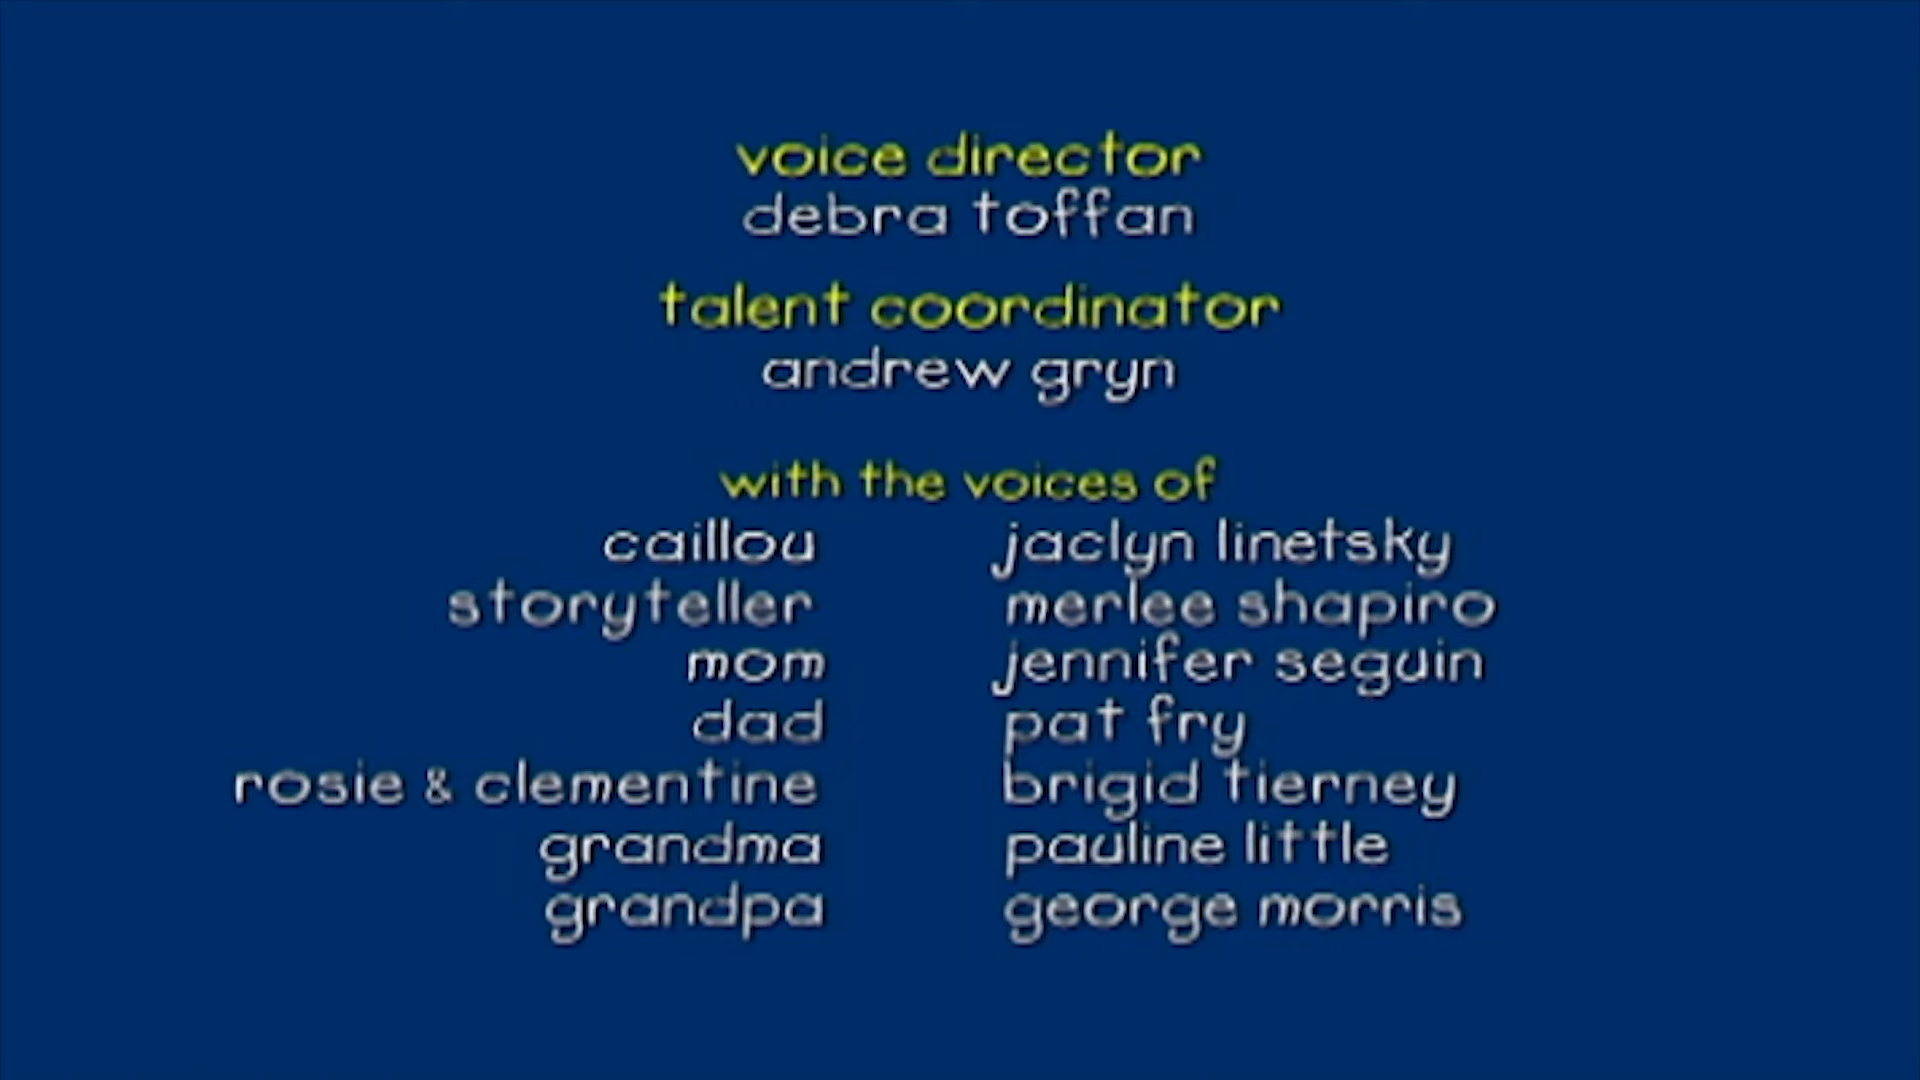 voice director
debra toffan
talent coordinator
andrew gryn
with the voices of
caillou jaclyn linetsky
storyteller merlee shapiro
mom jennifer seguin
dad pat fry
rosie & clementine brigid tierney
grandma pauline little
grandpa george morris